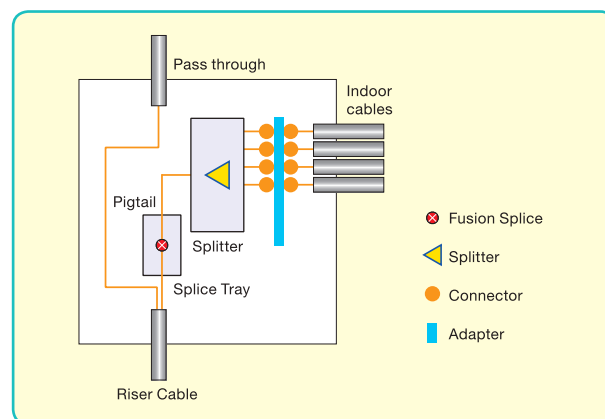 Pass through
Indoor
cables
Pigtail
Splitter
Splice Tray
Riser Cable
Fusion Splice
Splitter
Connector
Adapter